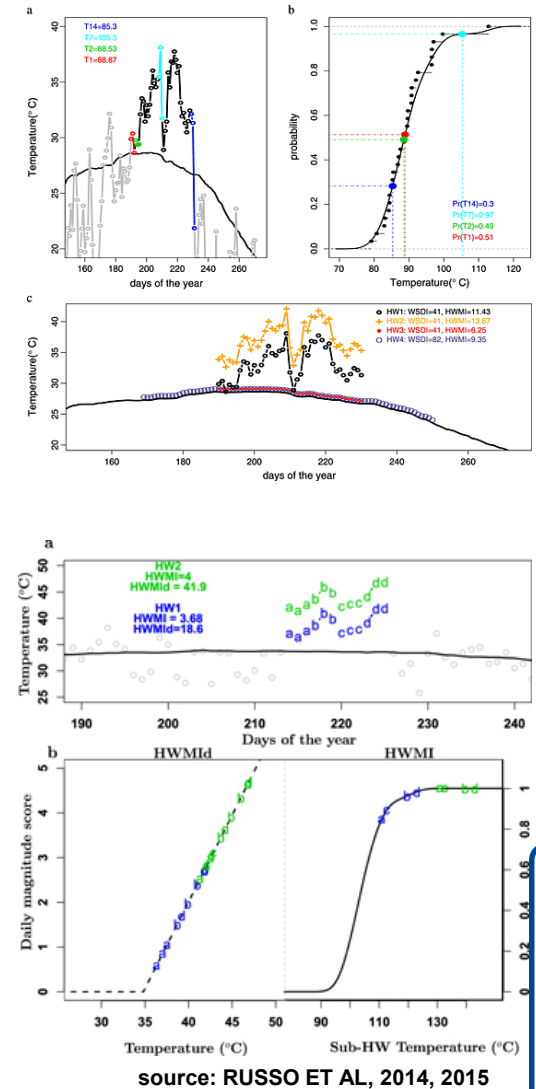 a
T14=85.3
T7=105.3
T2=88.53
T1=88.87
Temperature(° C)
40
35
30
25
20
160 180 200 220 240 260
days of the year
b
probability
1.0
0.8
0.6
0.4
0.2
0.0
Pr(T14)=0.3
Pr(T7)=0.97
Pr(T2)=0.49
Pr(T1)=0.51
70 80 90 100 110 120
Temperature(° C)
c
HW1: WSDI=41, HWMI=11.43
HW2: WSDI=41, HWMI=13.87
HW3: WSDI=41, HWMI=6.25
HW4: WSDI=82, HWMI=9.35
Temperature(° C)
40
35
30
25
20
160 180 200 220 240 260
days of the year
a
HW2
HWMI=4
HWMId = 41.9
HW1
HWMI = 3.68
HWMId=18.6
a a a b b b c c c d d d
a a a b b b c c c d d d
Temperature (°C)
50
45
40
35
30
25
190 200 210 220 230 240
Days of the year
b
HWMId
HWMI
Daily magnitude score
5
4
3
2
1
0
1
0.8
0.6
0.4
0.2
0
30 35 40 45 50
90 110 130
Temperature (°C)
Sub-HW Temperature (°C)
source: RUSSO ET AL, 2014, 2015